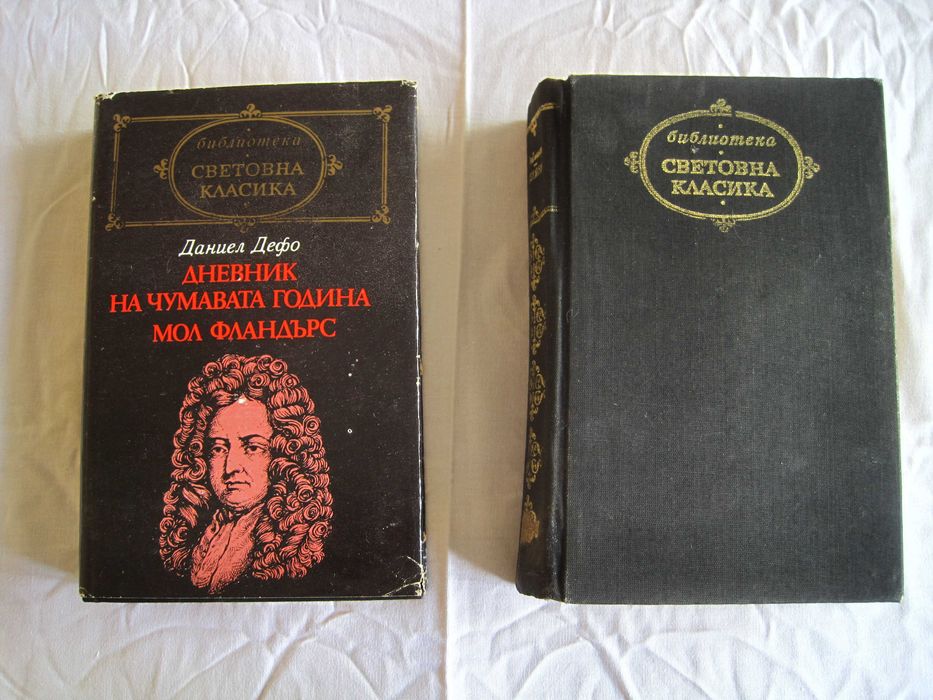 библиотека
СВЕТОВНА
КЛАСИКА
Даниел Дефо
ДНЕВНИК
НА ЧУМАВАТА ГОДИНА
МОЛ ФЛАНДЪРС
библиотека
СВЕТОВНА
КЛАСИКА